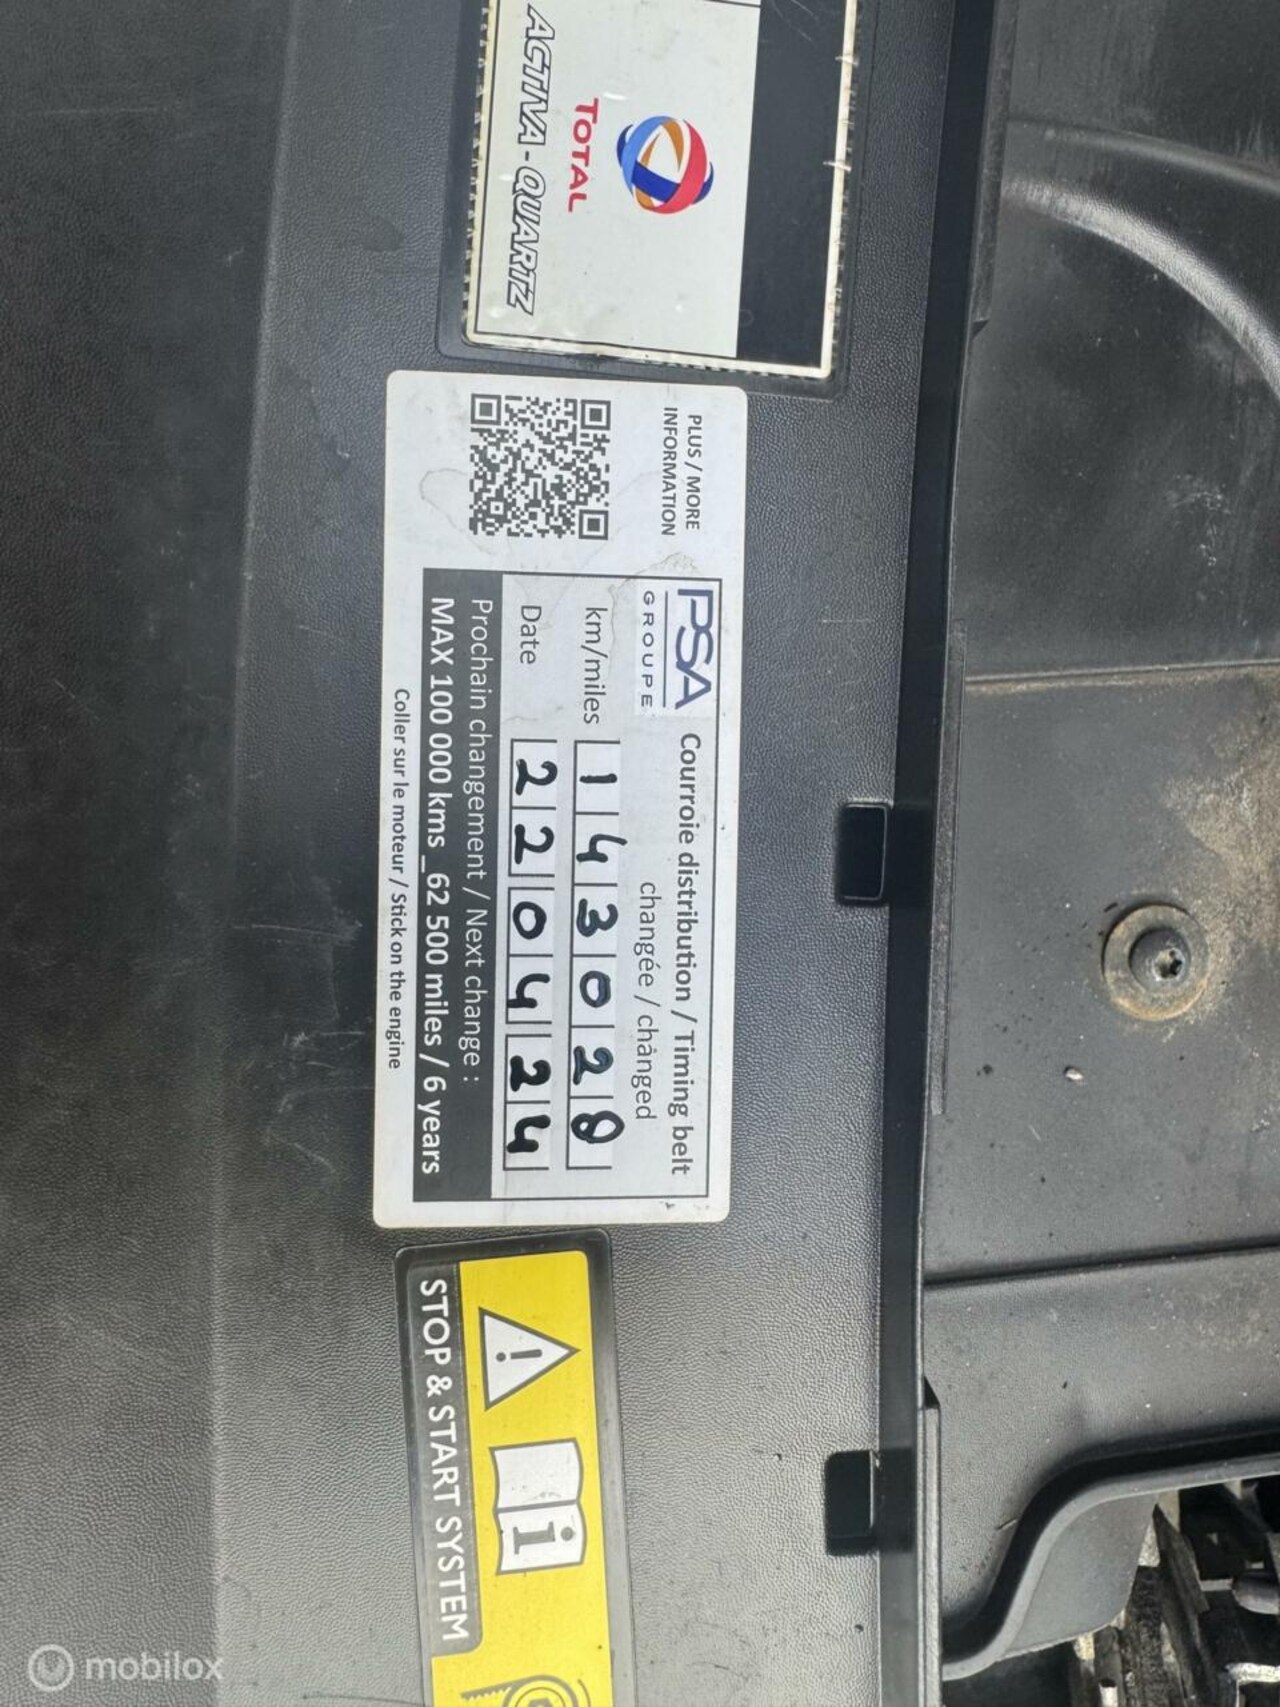 TOTAL
ACTIVA-QUARTZ
PLUS / MORE
INFORMATION
PSA
GROUPE
Courroie distribution / Timing belt
changée / changed
km/miles 143028
Date 220424
Prochain changement / Next change :
MAX 100 000 kms_62 500 miles / 6 years
Coller sur le moteur / Stick on the engine
STOP & START SYSTEM
mobilox